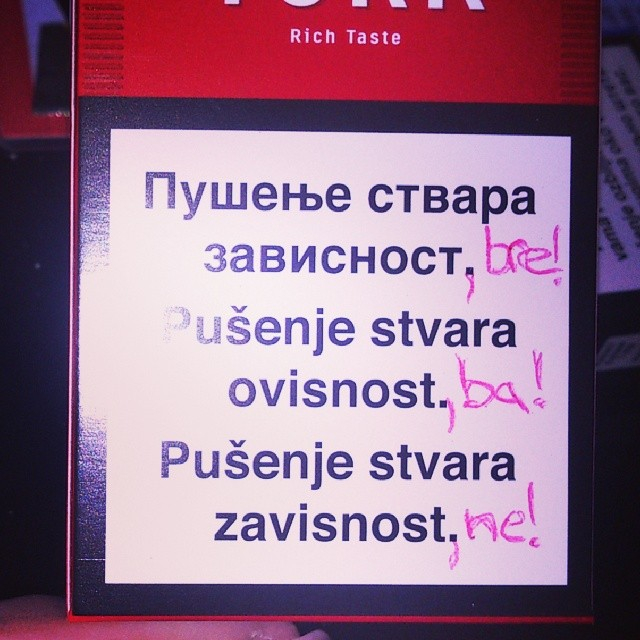 Rich Taste
Пушење ствара
зависност., bre!
Pušenje stvara
ovisnost., ba!
Pušenje stvara
zavisnost., ne!